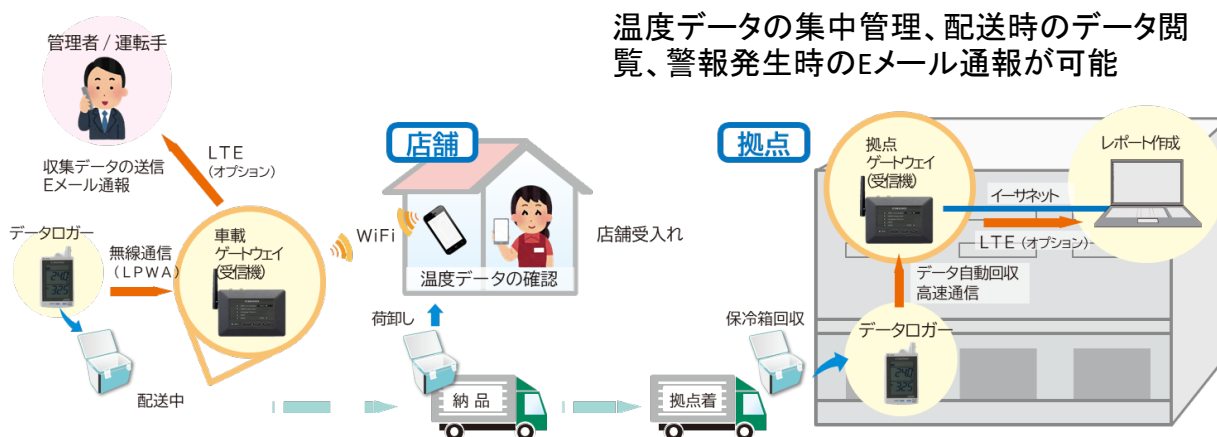 温度データの集中管理、配送時のデータ閲
覧、警報発生時のEメール通報が可能
管理者 / 運転手
収集データの送信
Eメール通報
LTE
(オプション)
データロガー
無線通信
(LPWA)
車載
ゲートウェイ
(受信機)
WiFi
配送中
店舗
温度データの確認
店舗受入れ
荷卸し
納品
拠点
拠点
ゲートウェイ
(受信機)
レポート作成
イーサネット
LTE (オプション)
データ自動回収
高速通信
データロガー
保冷箱回収
拠点着